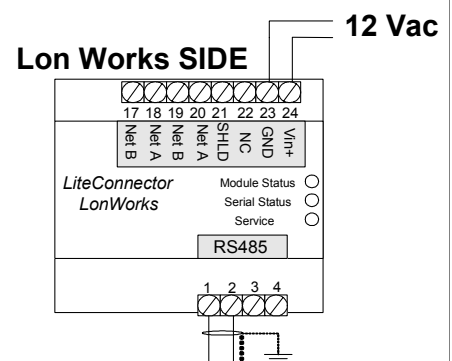 12 Vac
Lon Works SIDE
17 18 19 20 21 22 23 24
Net B Net A Net B Net A SHLD NC GND Vin+
LiteConnector
LonWorks
Module Status
Serial Status
Service
RS485
1 2 3 4